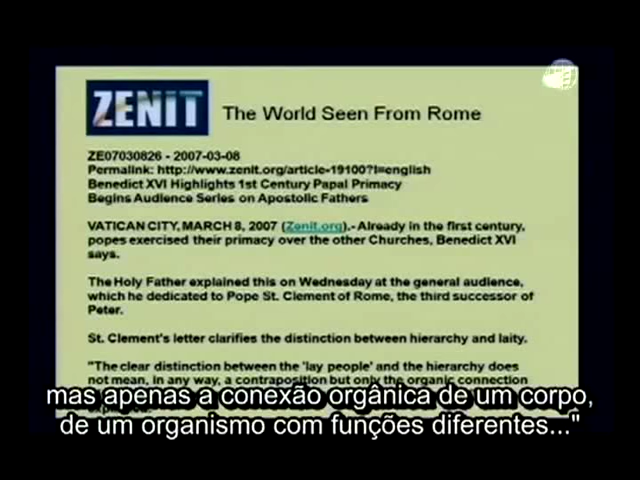 ZENIT The World Seen From Rome
ZE07030826 - 2007-03-08
Permalink: http://www.zenit.org/article-19100?l=english
Benedict XVI Highlights 1st Century Papal Primacy
Begins Audience Series on Apostolic Fathers
VATICAN CITY, MARCH 8, 2007 (Zenit.org).- Already in the first century,
popes exercised their primacy over the other Churches, Benedict XVI
says.
The Holy Father explained this on Wednesday at the general audience,
which he dedicated to Pope St. Clement of Rome, the third successor of
Peter.
St. Clement's letter clarifies the distinction between hierarchy and laity.
"The clear distinction between the 'lay people' and the hierarchy does
not mean, in any way, a contraposition but only the organic connection
mas apenas a conexão orgânica de um corpo,
de um organismo com funções diferentes..."